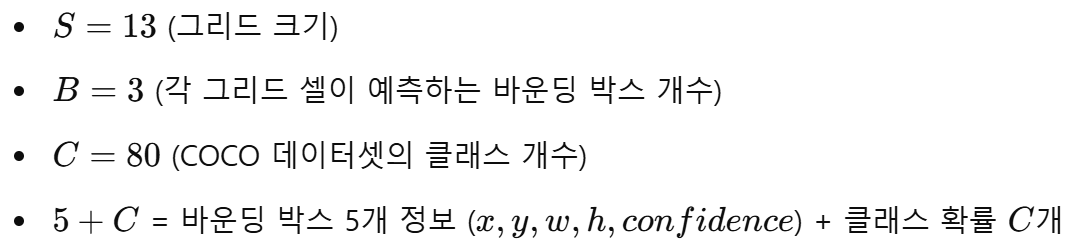 • S = 13 (그리드 크기)
• B = 3 (각 그리드 셀이 예측하는 바운딩 박스 개수)
• C = 80 (COCO 데이터셋의 클래스 개수)
• 5 + C = 바운딩 박스 5개 정보 (x, y, w, h, confidence) + 클래스 확률 C개